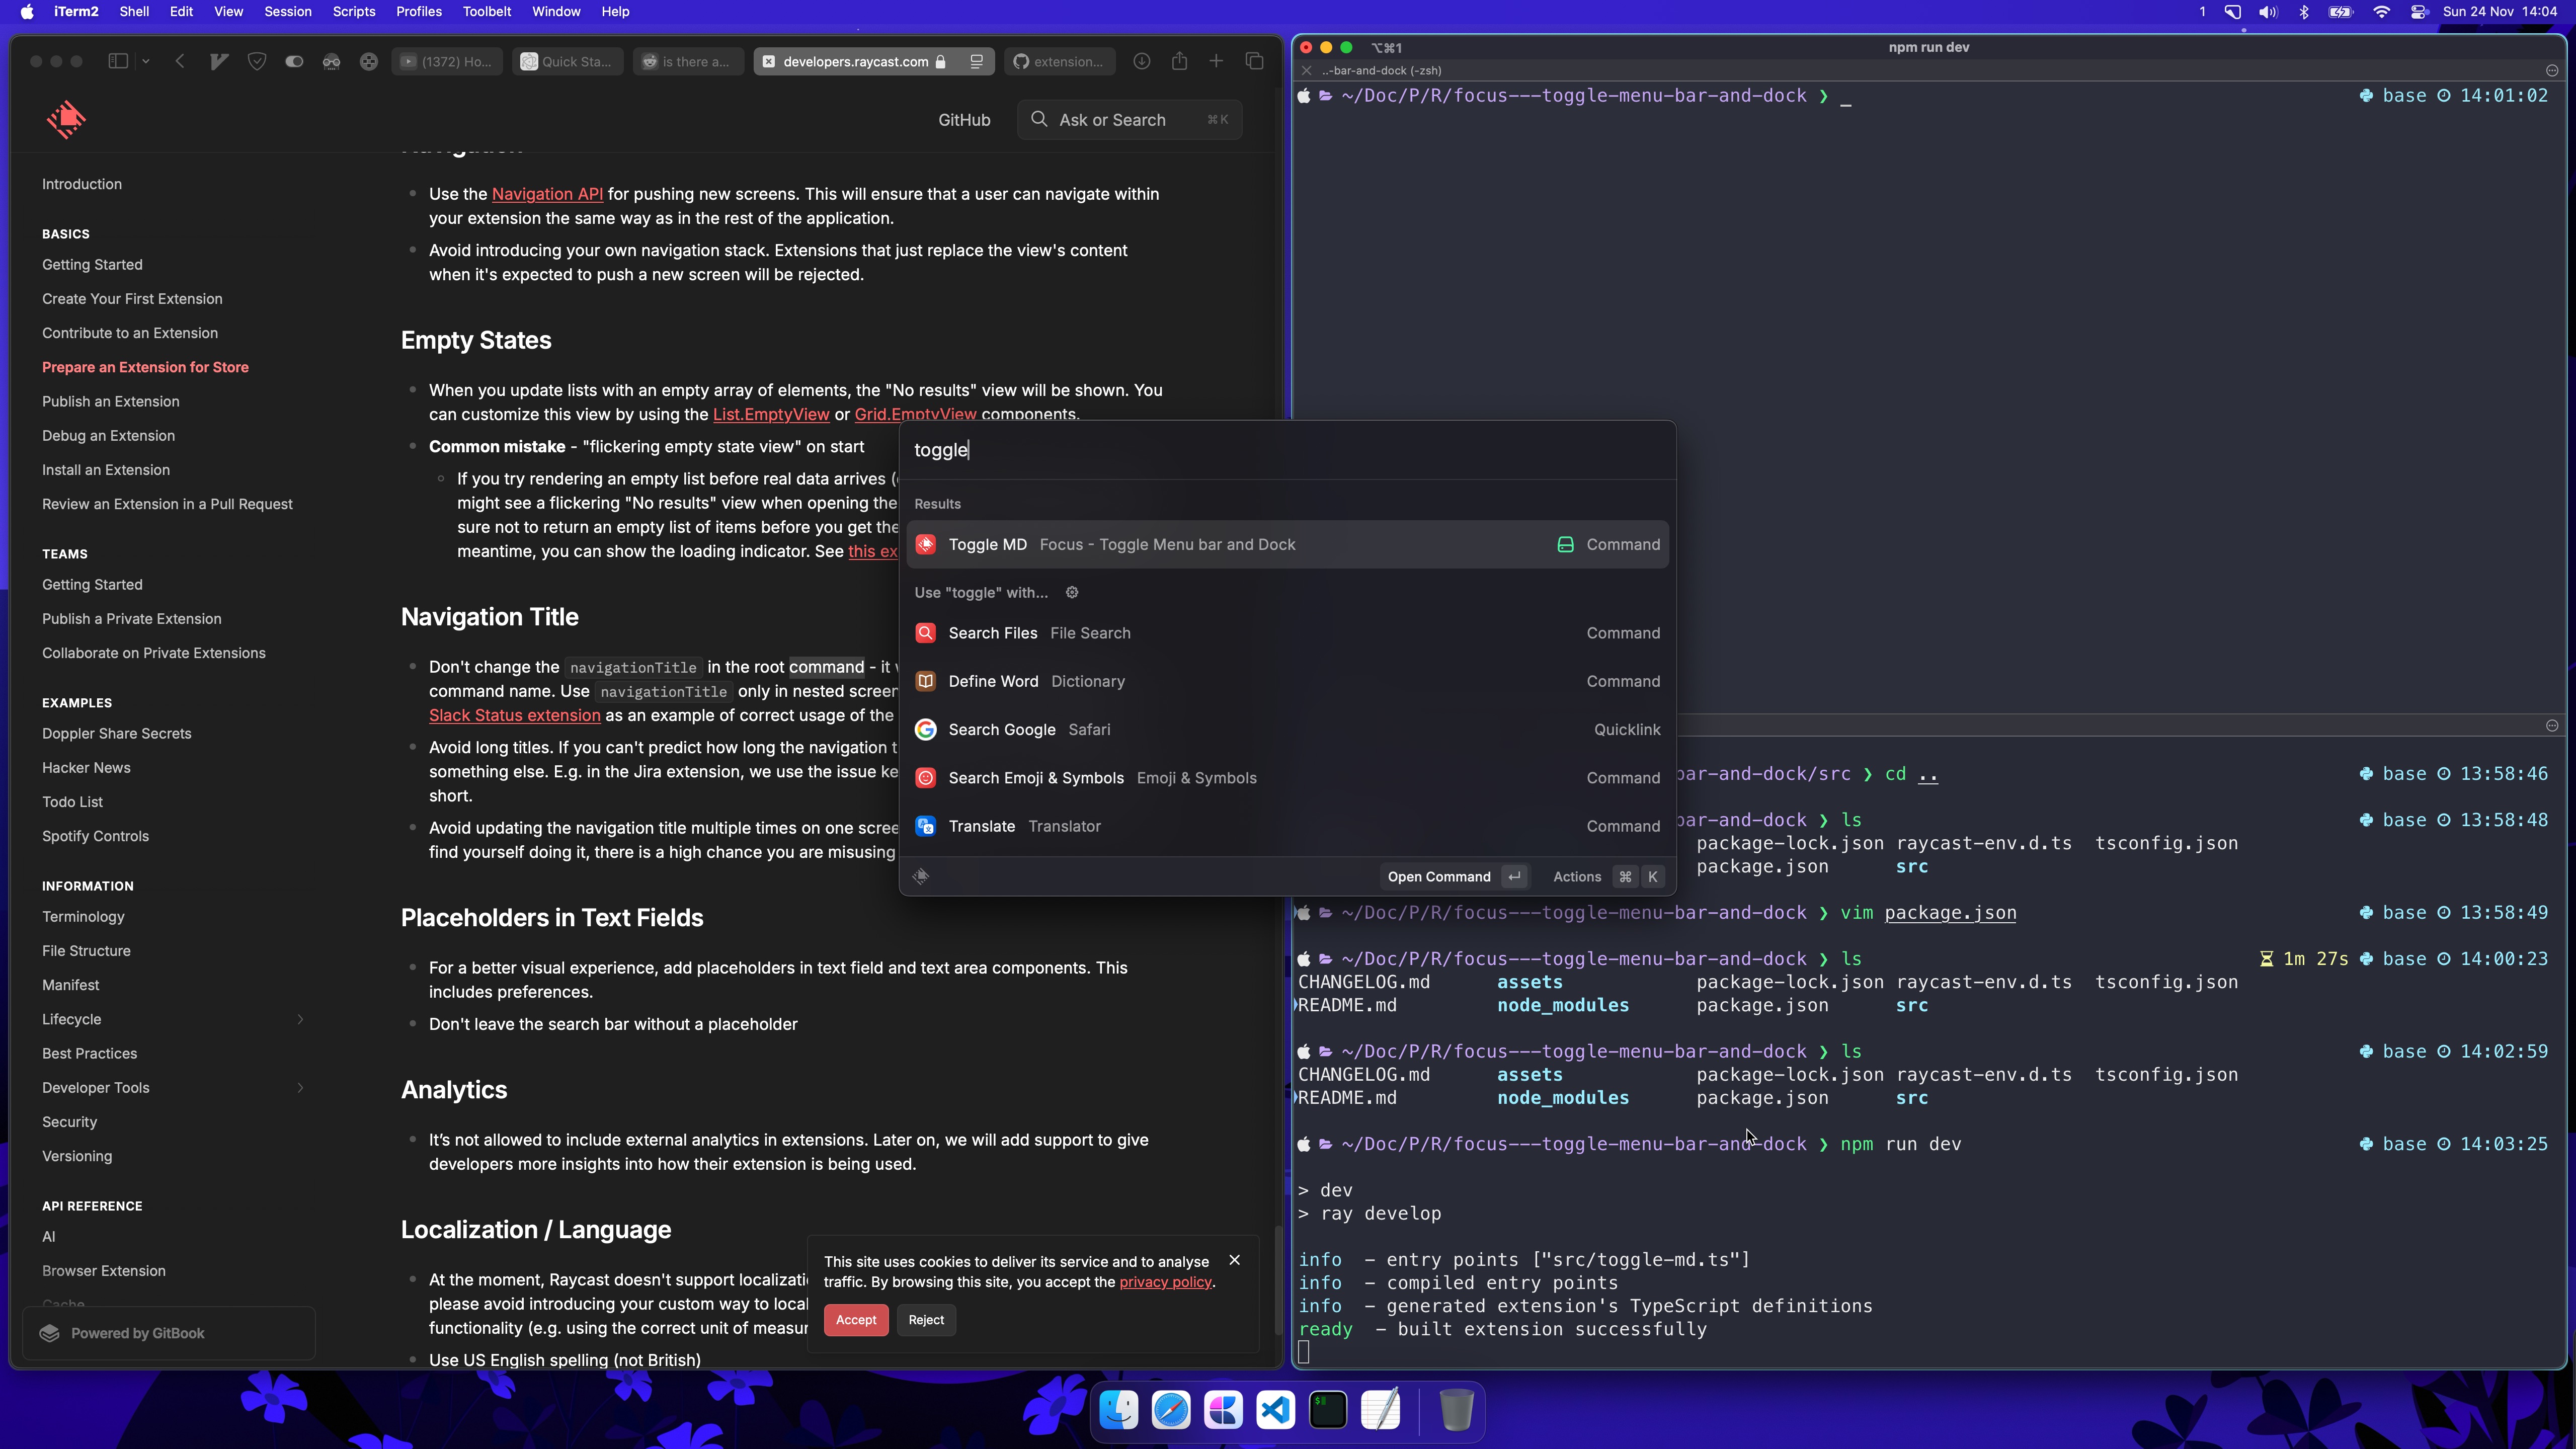 iTerm2 Shell Edit View Session Scripts Profiles Toolbelt Window Help
1 Sun 24 Nov 14:04
(1372) Ho...
Quick Sta...
is there a...
developers.raycast.com
extension...
GitHub
Ask or Search ⌘K
Introduction
BASICS
Getting Started
Create Your First Extension
Contribute to an Extension
Prepare an Extension for Store
Publish an Extension
Debug an Extension
Install an Extension
Review an Extension in a Pull Request
TEAMS
Getting Started
Publish a Private Extension
Collaborate on Private Extensions
EXAMPLES
Doppler Share Secrets
Hacker News
Todo List
Spotify Controls
INFORMATION
Terminology
File Structure
Manifest
Lifecycle
Best Practices
Developer Tools
Security
Versioning
API REFERENCE
AI
Browser Extension
Cache
Powered by GitBook
Navigation
Use the Navigation API for pushing new screens. This will ensure that a user can navigate within
your extension the same way as in the rest of the application.
Avoid introducing your own navigation stack. Extensions that just replace the view's content
when it's expected to push a new screen will be rejected.
Empty States
When you update lists with an empty array of elements, the "No results" view will be shown. You
can customize this view by using the List.EmptyView or Grid.EmptyView components.
Common mistake - "flickering empty state view" on start
If you try rendering an empty list before real data arrives (
might see a flickering "No results" view when opening the
sure not to return an empty list of items before you get the
meantime, you can show the loading indicator. See this ex
Navigation Title
Don't change the navigationTitle in the root command - it
command name. Use navigationTitle only in nested screen
Slack Status extension as an example of correct usage of the
Avoid long titles. If you can't predict how long the navigation t
something else. E.g. in the Jira extension, we use the issue ke
short.
Avoid updating the navigation title multiple times on one scree
find yourself doing it, there is a high chance you are misusing
Placeholders in Text Fields
For a better visual experience, add placeholders in text field and text area components. This
includes preferences.
Don't leave the search bar without a placeholder
Analytics
It's not allowed to include external analytics in extensions. Later on, we will add support to give
developers more insights into how their extension is being used.
Localization / Language
At the moment, Raycast doesn't support localizati
please avoid introducing your custom way to local
functionality (e.g. using the correct unit of measur
Use US English spelling (not British)
This site uses cookies to deliver its service and to analyse
traffic. By browsing this site, you accept the privacy policy.
Accept Reject
toggle
Results
Toggle MD Focus - Toggle Menu bar and Dock Command
Use "toggle" with...
Search Files File Search Command
Define Word Dictionary Command
Search Google Safari Quicklink
Search Emoji & Symbols Emoji & Symbols Command
Translate Translator Command
Open Command ↵ Actions ⌘ K
⌥⌘1 npm run dev
..-bar-and-dock (-zsh)
~/Doc/P/R/focus---toggle-menu-bar-and-dock ❯ _ base 14:01:02
bar-and-dock/src ❯ cd .. base 13:58:46
bar-and-dock ❯ ls base 13:58:48
package-lock.json raycast-env.d.ts tsconfig.json
package.json src
~/Doc/P/R/focus---toggle-menu-bar-and-dock ❯ vim package.json base 13:58:49
~/Doc/P/R/focus---toggle-menu-bar-and-dock ❯ ls 1m 27s base 14:00:23
CHANGELOG.md assets package-lock.json raycast-env.d.ts tsconfig.json
README.md node_modules package.json src
~/Doc/P/R/focus---toggle-menu-bar-and-dock ❯ ls base 14:02:59
CHANGELOG.md assets package-lock.json raycast-env.d.ts tsconfig.json
README.md node_modules package.json src
~/Doc/P/R/focus---toggle-menu-bar-and-dock ❯ npm run dev base 14:03:25
> dev
> ray develop
info - entry points ["src/toggle-md.ts"]
info - compiled entry points
info - generated extension's TypeScript definitions
ready - built extension successfully